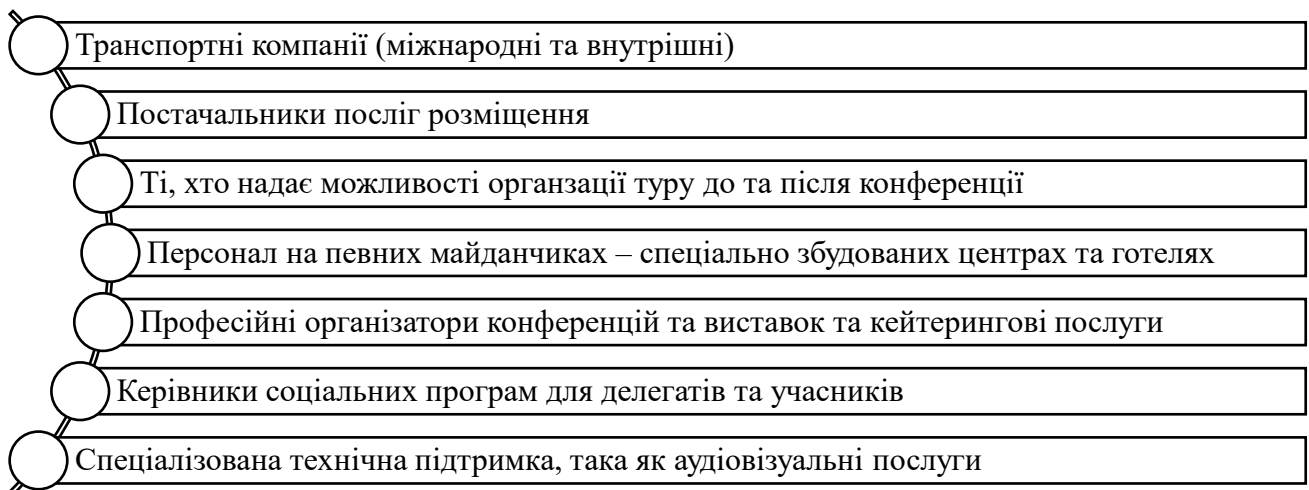 Транспортні компанії (міжнародні та внутрішні)
Постачальники посліг розміщення
Ті, хто надає можливості органзації туру до та після конференції
Персонал на певних майданчиках – спеціально збудованих центрах та готелях
Професійні організатори конференцій та виставок та кейтерингові послуги
Керівники соціальних програм для делегатів та учасників
Спеціалізована технічна підтримка, така як аудіовізуальні послуги